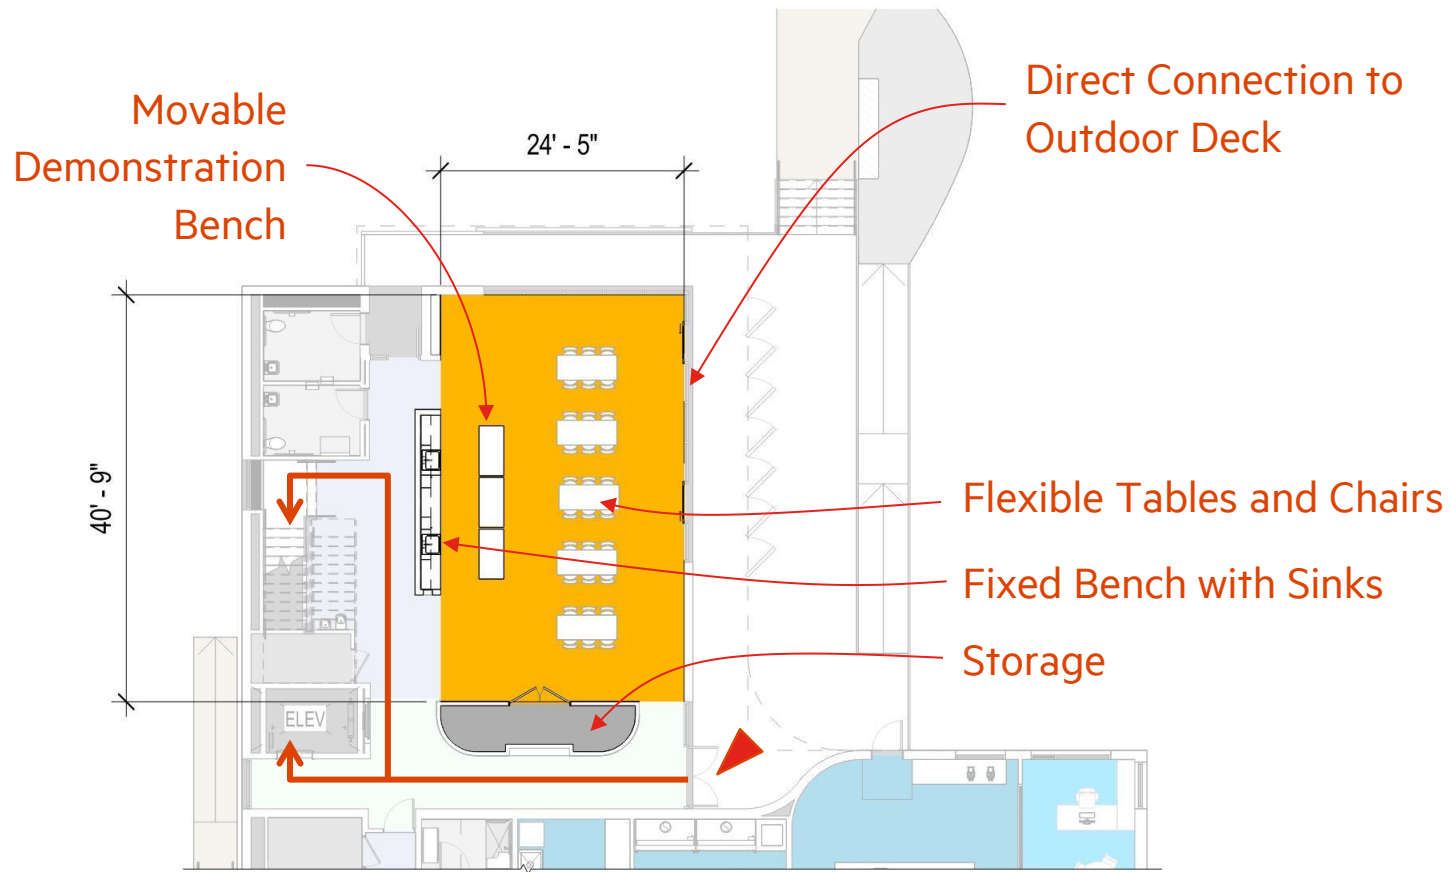 Movable
Demonstration
Bench
24' - 5"
Direct Connection to
Outdoor Deck
40' - 9"
Flexible Tables and Chairs
Fixed Bench with Sinks
Storage
ELEV